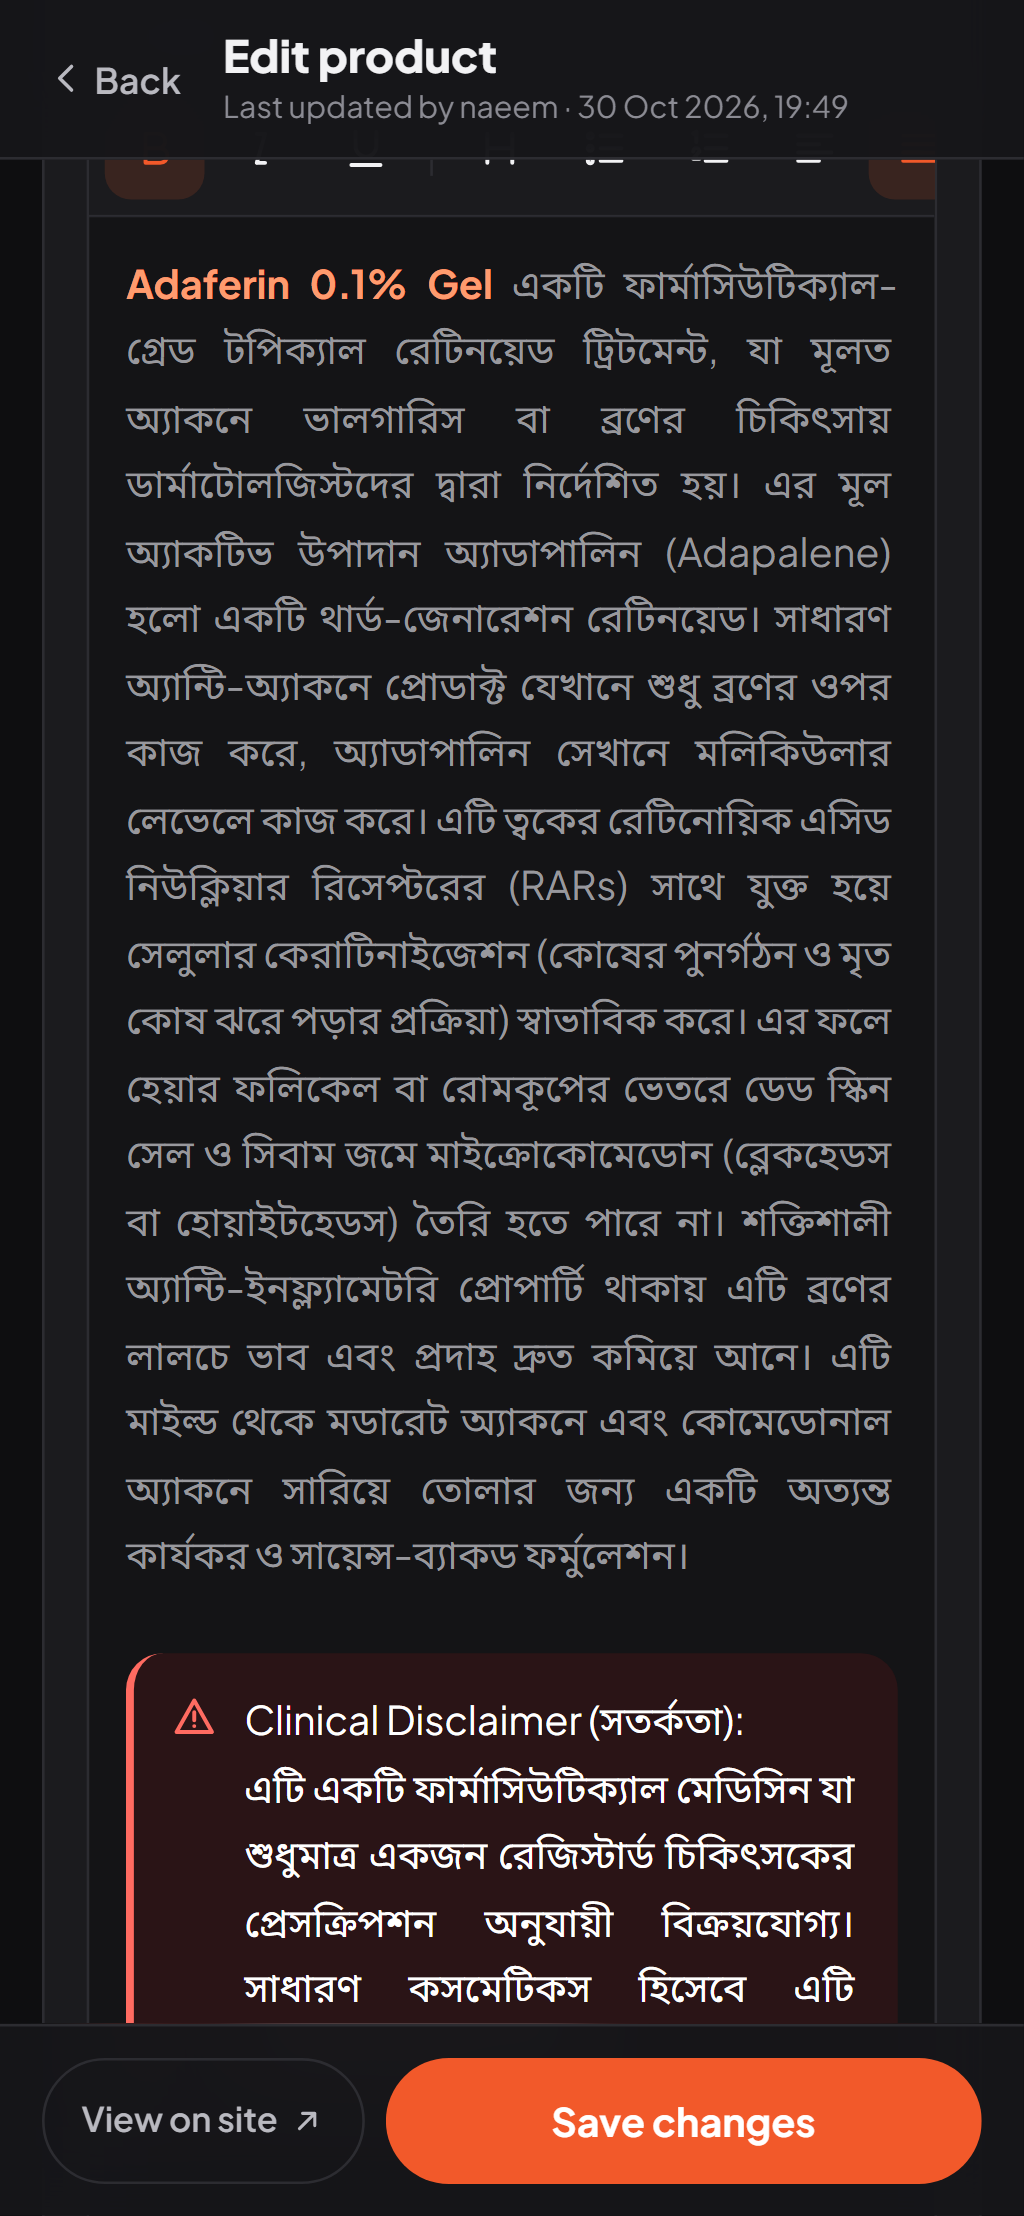 Back
Edit product
Last updated by naeem · 30 Oct 2026, 19:49
Adaferin 0.1% Gel একটি ফার্মাসিউটিক্যাল-
গ্রেড টপিক্যাল রেটিনয়েড ট্রিটমেন্ট, যা মূলত
অ্যাকনে ভালগারিস বা ব্রণের চিকিৎসায়
ডার্মাটোলজিস্টদের দ্বারা নির্দেশিত হয়। এর মূল
অ্যাকটিভ উপাদান অ্যাডাপালিন (Adapalene)
হলো একটি থার্ড-জেনারেশন রেটিনয়েড। সাধারণ
অ্যান্টি-অ্যাকনে প্রোডাক্ট যেখানে শুধু ব্রণের ওপর
কাজ করে, অ্যাডাপালিন সেখানে মলিকিউলার
লেভেলে কাজ করে। এটি ত্বকের রেটিনোয়িক এসিড
নিউক্লিয়ার রিসেপ্টরের (RARs) সাথে যুক্ত হয়ে
সেলুলার কেরাটিনাইজেশন (কোষের পুনর্গঠন ও মৃত
কোষ ঝরে পড়ার প্রক্রিয়া) স্বাভাবিক করে। এর ফলে
হেয়ার ফলিকেল বা রোমকূপের ভেতরে ডেড স্কিন
সেল ও সিবাম জমে মাইক্রোকোমেডোন (ব্লেকহেডস
বা হোয়াইটহেডস) তৈরি হতে পারে না। শক্তিশালী
অ্যান্টি-ইনফ্ল্যামেটরি প্রোপার্টি থাকায় এটি ব্রণের
লালচে ভাব এবং প্রদাহ দ্রুত কমিয়ে আনে। এটি
মাইল্ড থেকে মডারেট অ্যাকনে এবং কোমেডোনাল
অ্যাকনে সারিয়ে তোলার জন্য একটি অত্যন্ত
কার্যকর ও সায়েন্স-ব্যাকড ফর্মুলেশন।
Clinical Disclaimer (সতর্কতা):
এটি একটি ফার্মাসিউটিক্যাল মেডিসিন যা
শুধুমাত্র একজন রেজিস্টার্ড চিকিৎসকের
প্রেসক্রিপশন অনুযায়ী বিক্রয়যোগ্য।
সাধারণ কসমেটিকস হিসেবে এটি
View on site
Save changes